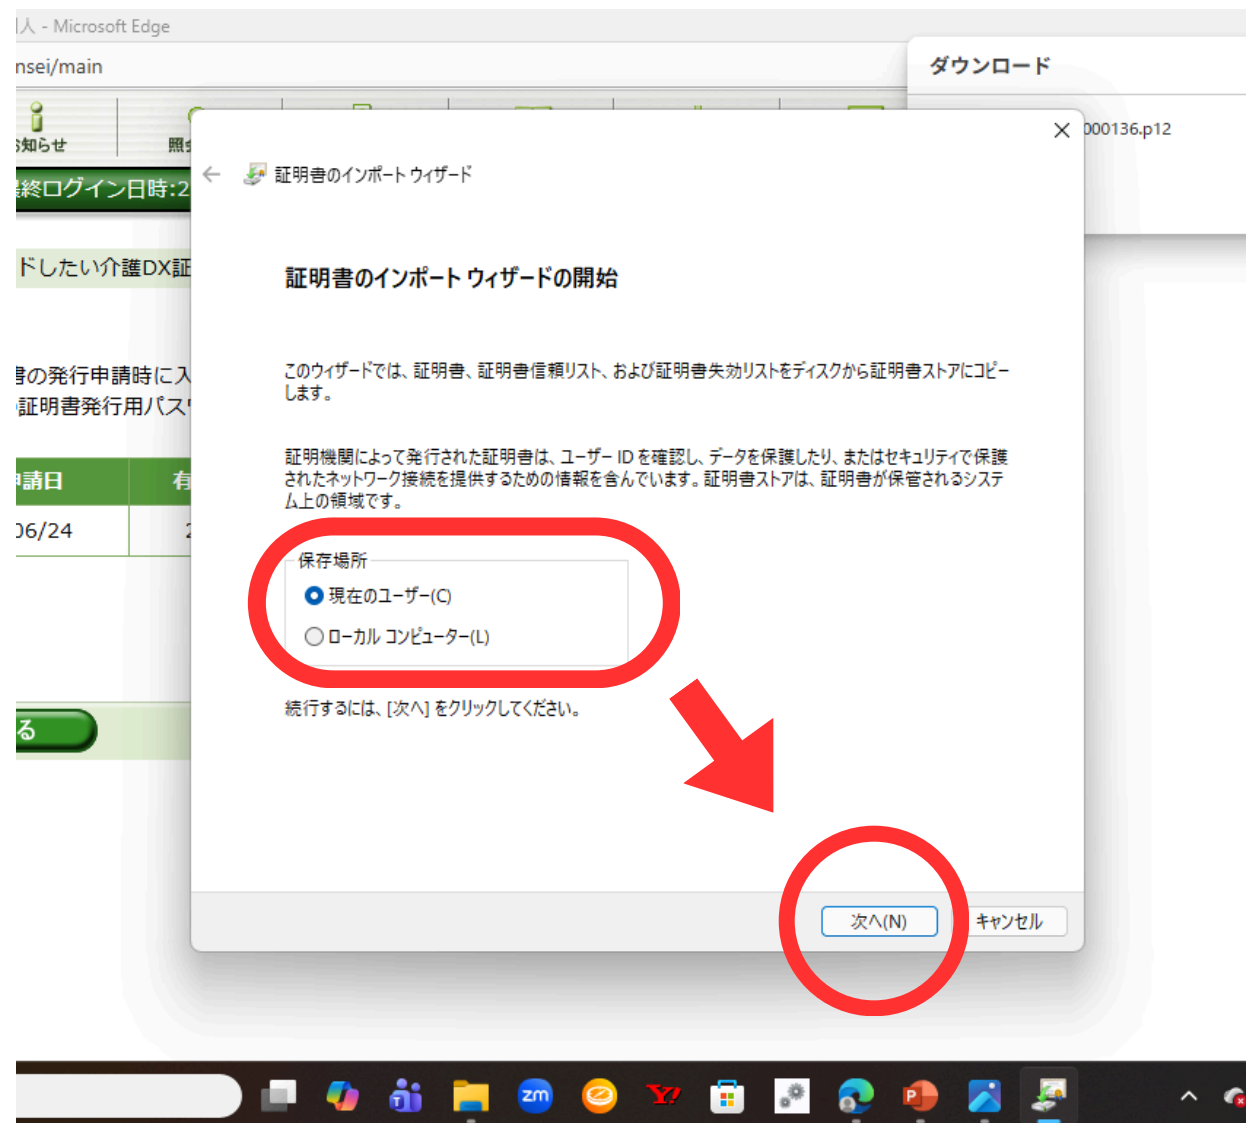 人 - Microsoft Edge
nsei/main
ダウンロード
000136.p12
お知らせ
照会
最終ログイン日時:2
証明書のインポート ウィザード
ドしたい介護DX証
証明書のインポート ウィザードの開始
このウィザードでは、証明書、証明書信頼リスト、および証明書失効リストをディスクから証明書ストアにコピー
します。
書の発行申請時に入
証明書発行用パス
証明機関によって発行された証明書は、ユーザー ID を確認し、データを保護したり、またはセキュリティで保護
されたネットワーク接続を提供するための情報を含んでいます。証明書ストアは、証明書が保管されるシステ
ム上の領域です。
申請日
有
06/24
2
保存場所
現在のユーザー(C)
ローカル コンピューター(L)
続行するには、[次へ] をクリックしてください。
る
次へ(N)
キャンセル
zm